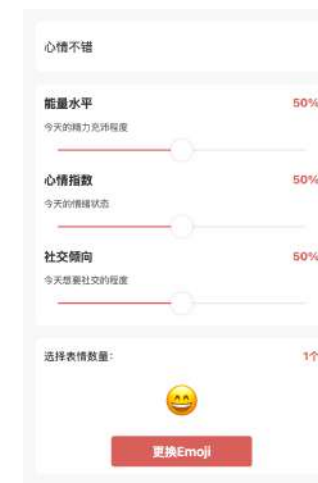 心情不错
能量水平 50%
今天的精力充沛程度
心情指数 50%
今天的情绪状态
社交倾向 50%
今天想要社交的程度
选择表情数量： 1个
更换Emoji